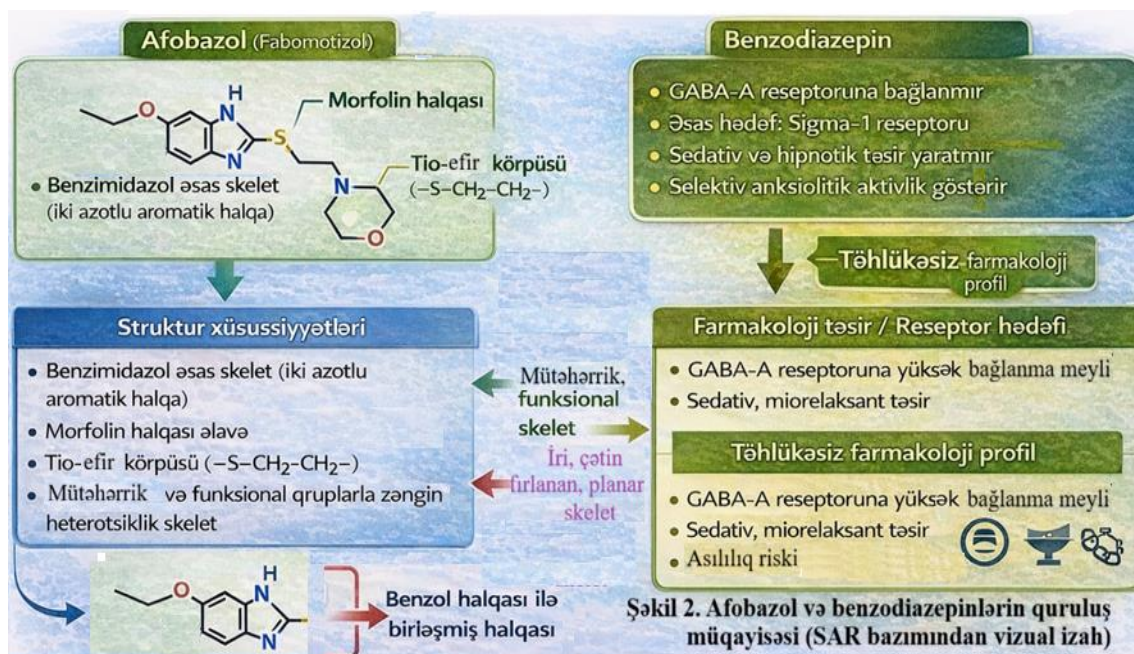 Afobazol (Fabomotizol)
H
N
O
S
N
N
O
Morfolin halqası
Tio-efir körpüsü
(–S–CH₂–CH₂–)
• Benzimidazol əsas skelet
(iki azotlu aromatik halqa)
Benzodiazepin
• GABA-A reseptoruna bağlanmır
• Əsas hədəf: Sigma-1 reseptoru
• Sedativ və hipnotik təsir yaratmır
• Selektiv anksiolitik aktivlik göstərir
Təhlükəsiz farmakoloji
profil
Struktur xüsussiyyətləri
• Benzimidazol əsas skelet (iki azotlu
aromatik halqa)
• Morfolin halqası əlavə
• Tio-efir körpüsü (–S–CH₂–CH₂–)
• Mütəhərrik və funksional qruplarla zəngin
heterotsiklik skelet
Mütəhərrik,
funksional
skelet
İri, çətin
fırlanan, planar
skelet
Farmakoloji təsir / Reseptor hədəfi
• GABA-A reseptoruna yüksək bağlanma meyli
• Sedativ, miorelaksant təsir
Təhlükəsiz farmakoloji profil
• GABA-A reseptoruna yüksək bağlanma meyli
• Sedativ, miorelaksant təsir
• Asılılıq riski
H
N
O
N
Benzol halqası ilə
birləşmiş halqası
Şəkil 2. Afobazol və benzodiazepinlərin quruluş
müqayisəsi (SAR bazımından vizual izah)